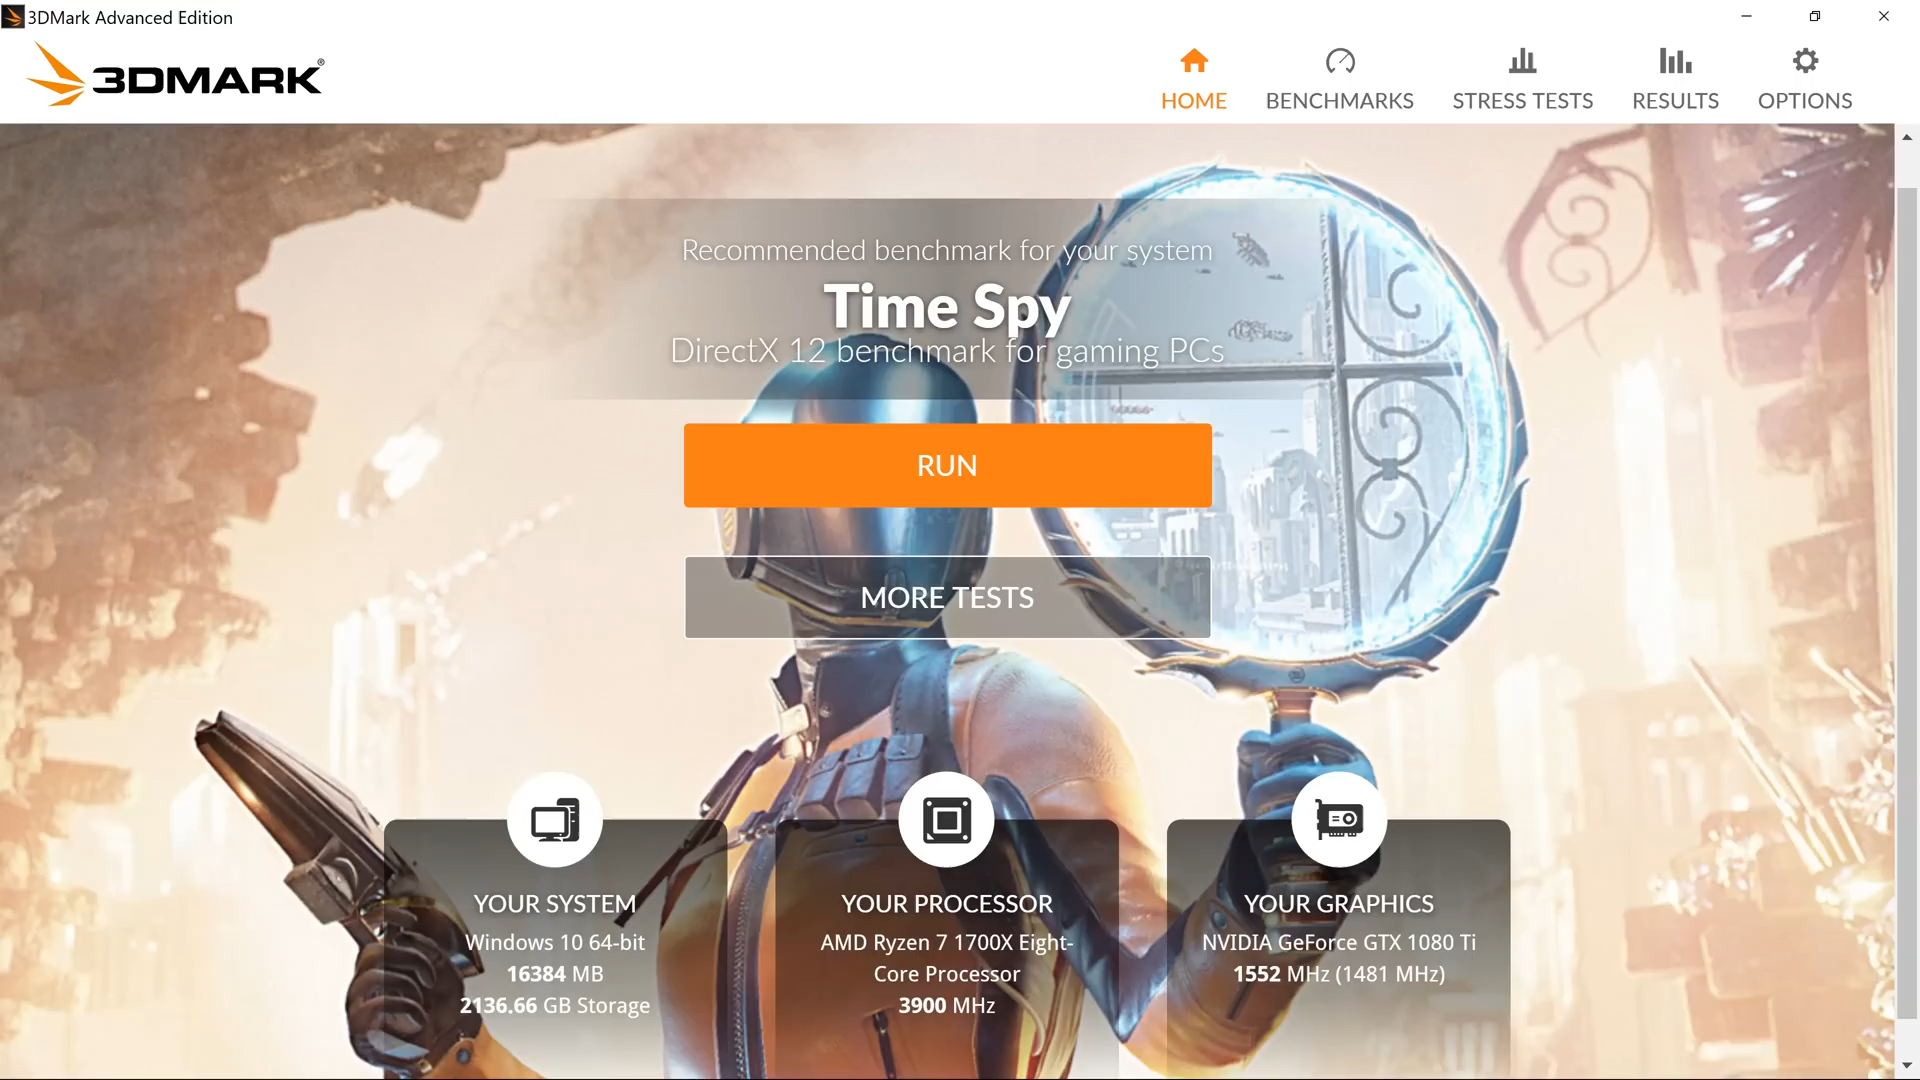 3DMark Advanced Edition
3DMARK®
HOME
BENCHMARKS
STRESS TESTS
RESULTS
OPTIONS
Recommended benchmark for your system
Time Spy
DirectX 12 benchmark for gaming PCs
RUN
MORE TESTS
YOUR SYSTEM
Windows 10 64-bit
16384 MB
2136.66 GB Storage
YOUR PROCESSOR
AMD Ryzen 7 1700X Eight-
Core Processor
3900 MHz
YOUR GRAPHICS
NVIDIA GeForce GTX 1080 Ti
1552 MHz (1481 MHz)